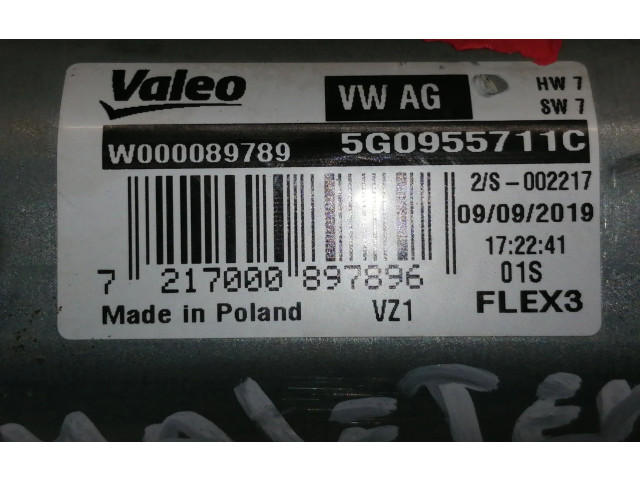 Valeo VW AG HW 7
SW 7
W000089789 5G0955711C
2/S-002217
09/09/2019
17:22:41
7 217000 897896 01S
Made in Poland VZ1 FLEX3